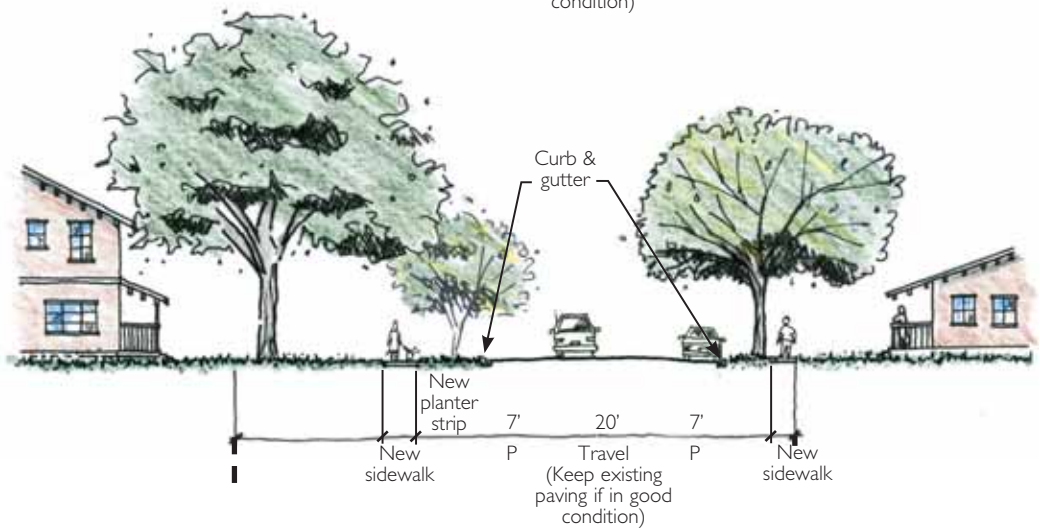 condition)
Curb &
gutter
New
planter
strip
7'
20'
7'
New
sidewalk
P
Travel
(Keep existing
paving if in good
condition)
P
New
sidewalk